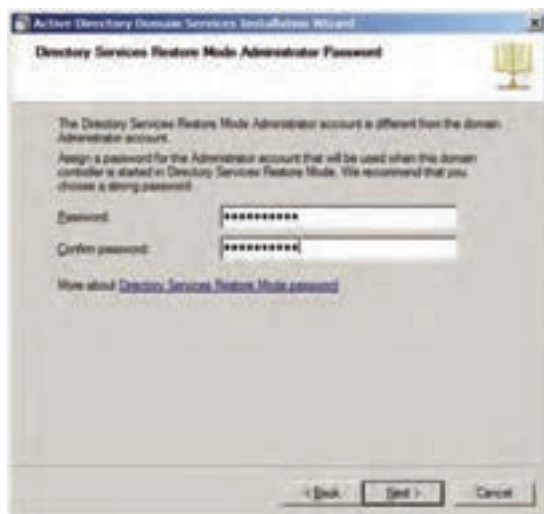 Active Directory Domain Services Installation Wizard
Directory Services Restore Mode Administrator Password
The Directory Services Restore Mode Administrator account is different from the domain
Administrator account.
Assign a password for the Administrator account that will be used when this domain
controller is started in Directory Services Restore Mode. We recommend that you
choose a strong password.
Password:
••••••••••
Confirm password:
••••••••••
More about Directory Services Restore Mode password
< Back
Next >
Cancel